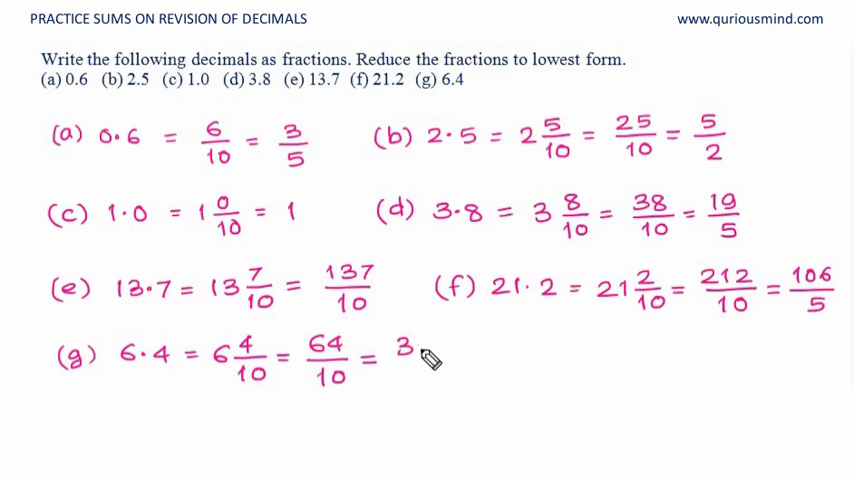 PRACTICE SUMS ON REVISION OF DECIMALS www.quriousmind.com
Write the following decimals as fractions. Reduce the fractions to lowest form.
(a) 0.6 (b) 2.5 (c) 1.0 (d) 3.8 (e) 13.7 (f) 21.2 (g) 6.4
(a) 0.6 = 6/10 = 3/5 (b) 2.5 = 2 5/10 = 25/10 = 5/2
(c) 1.0 = 1 0/10 = 1 (d) 3.8 = 3 8/10 = 38/10 = 19/5
(e) 13.7 = 13 7/10 = 137/10 (f) 21.2 = 21 2/10 = 212/10 = 106/5
(g) 6.4 = 6 4/10 = 64/10 = 3